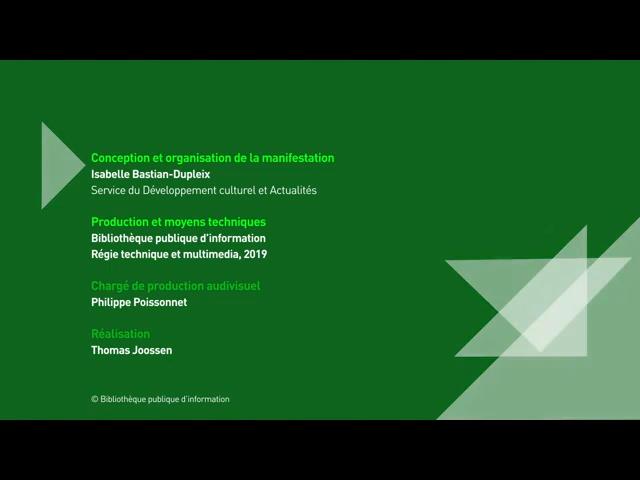 Conception et organisation de la manifestation
Isabelle Bastian-Dupleix
Service du Développement culturel et Actualités
Production et moyens techniques
Bibliothèque publique d'information
Régie technique et multimedia, 2019
Chargé de production audivisuel
Philippe Poissonnet
Réalisation
Thomas Joossen
© Bibliothèque publique d'information